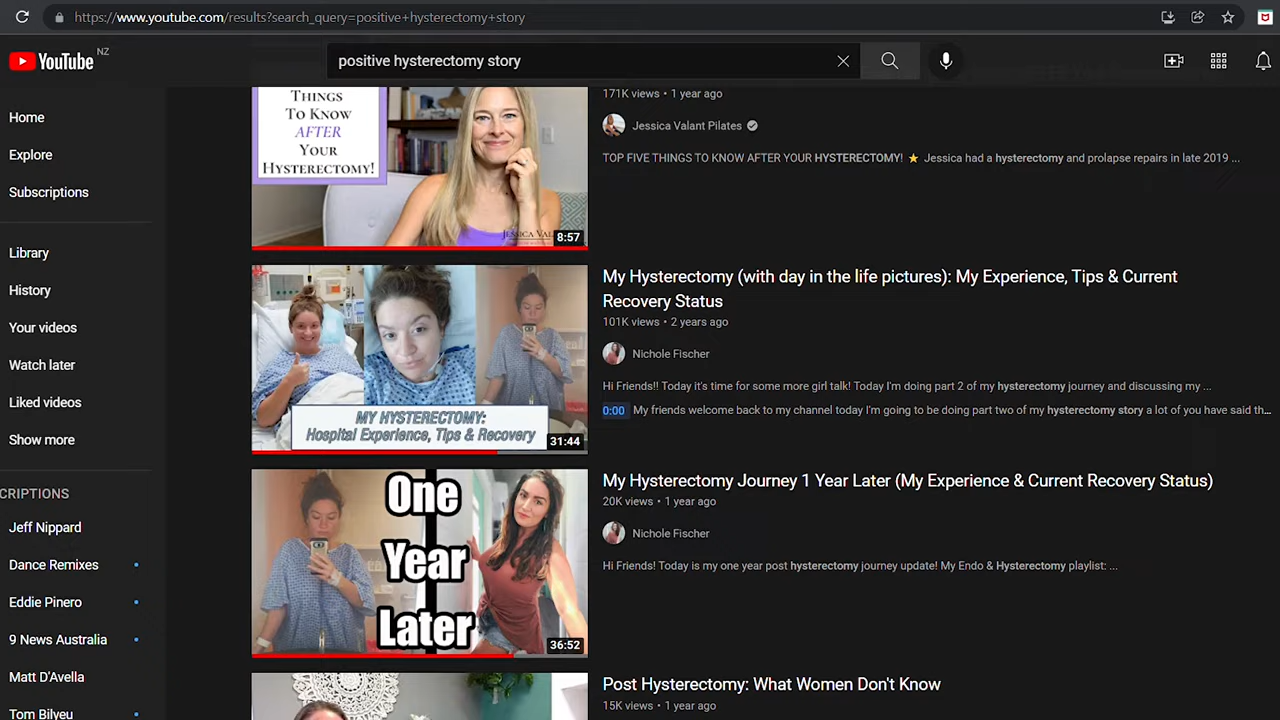 https://www.youtube.com/results?search_query=positive+hysterectomy+story
YouTube NZ
positive hysterectomy story
Home
Explore
Subscriptions
Library
History
Your videos
Watch later
Liked videos
Show more
CRIPTIONS
Jeff Nippard
Dance Remixes
Eddie Pinero
9 News Australia
Matt D'Avella
Tom Bilyeu
THINGS
TO KNOW
AFTER
YOUR
HYSTERECTOMY!
JESSICA VAL
8:57
171K views • 1 year ago
Jessica Valant Pilates
TOP FIVE THINGS TO KNOW AFTER YOUR HYSTERECTOMY! ⭐ Jessica had a hysterectomy and prolapse repairs in late 2019 ...
MY HYSTERECTOMY:
Hospital Experience, Tips & Recovery
31:44
My Hysterectomy (with day in the life pictures): My Experience, Tips & Current
Recovery Status
101K views • 2 years ago
Nichole Fischer
Hi Friends!! Today it's time for some more girl talk! Today I'm doing part 2 of my hysterectomy journey and discussing my ...
0:00 My friends welcome back to my channel today I'm going to be doing part two of my hysterectomy story a lot of you have said th...
One
Year
Later
36:52
My Hysterectomy Journey 1 Year Later (My Experience & Current Recovery Status)
20K views • 1 year ago
Nichole Fischer
Hi Friends! Today is my one year post hysterectomy journey update! My Endo & Hysterectomy playlist: ...
Post Hysterectomy: What Women Don't Know
15K views • 1 year ago